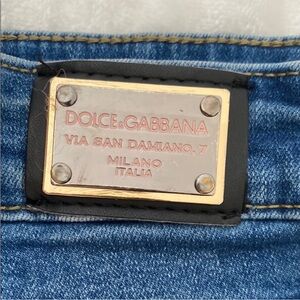 DOLCE&GABBANA
VIA SAN DAMIANO, 7
MILANO
ITALIA